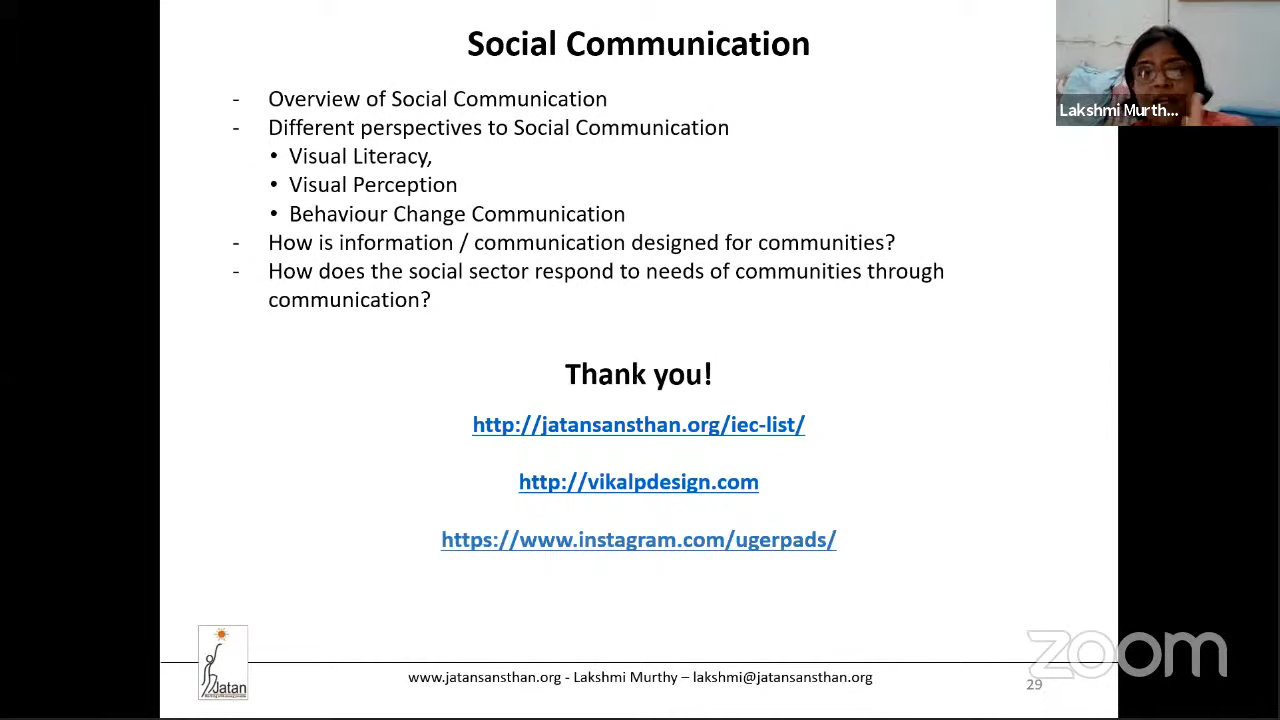 Social Communication
- Overview of Social Communication
- Different perspectives to Social Communication
• Visual Literacy,
• Visual Perception
• Behaviour Change Communication
- How is information / communication designed for communities?
- How does the social sector respond to needs of communities through
communication?
Thank you!
http://jatansansthan.org/iec-list/
http://vikalpdesign.com
https://www.instagram.com/ugerpads/
Lakshmi Murth...
Jatan
www.jatansansthan.org - Lakshmi Murthy – lakshmi@jatansansthan.org
29
zoom